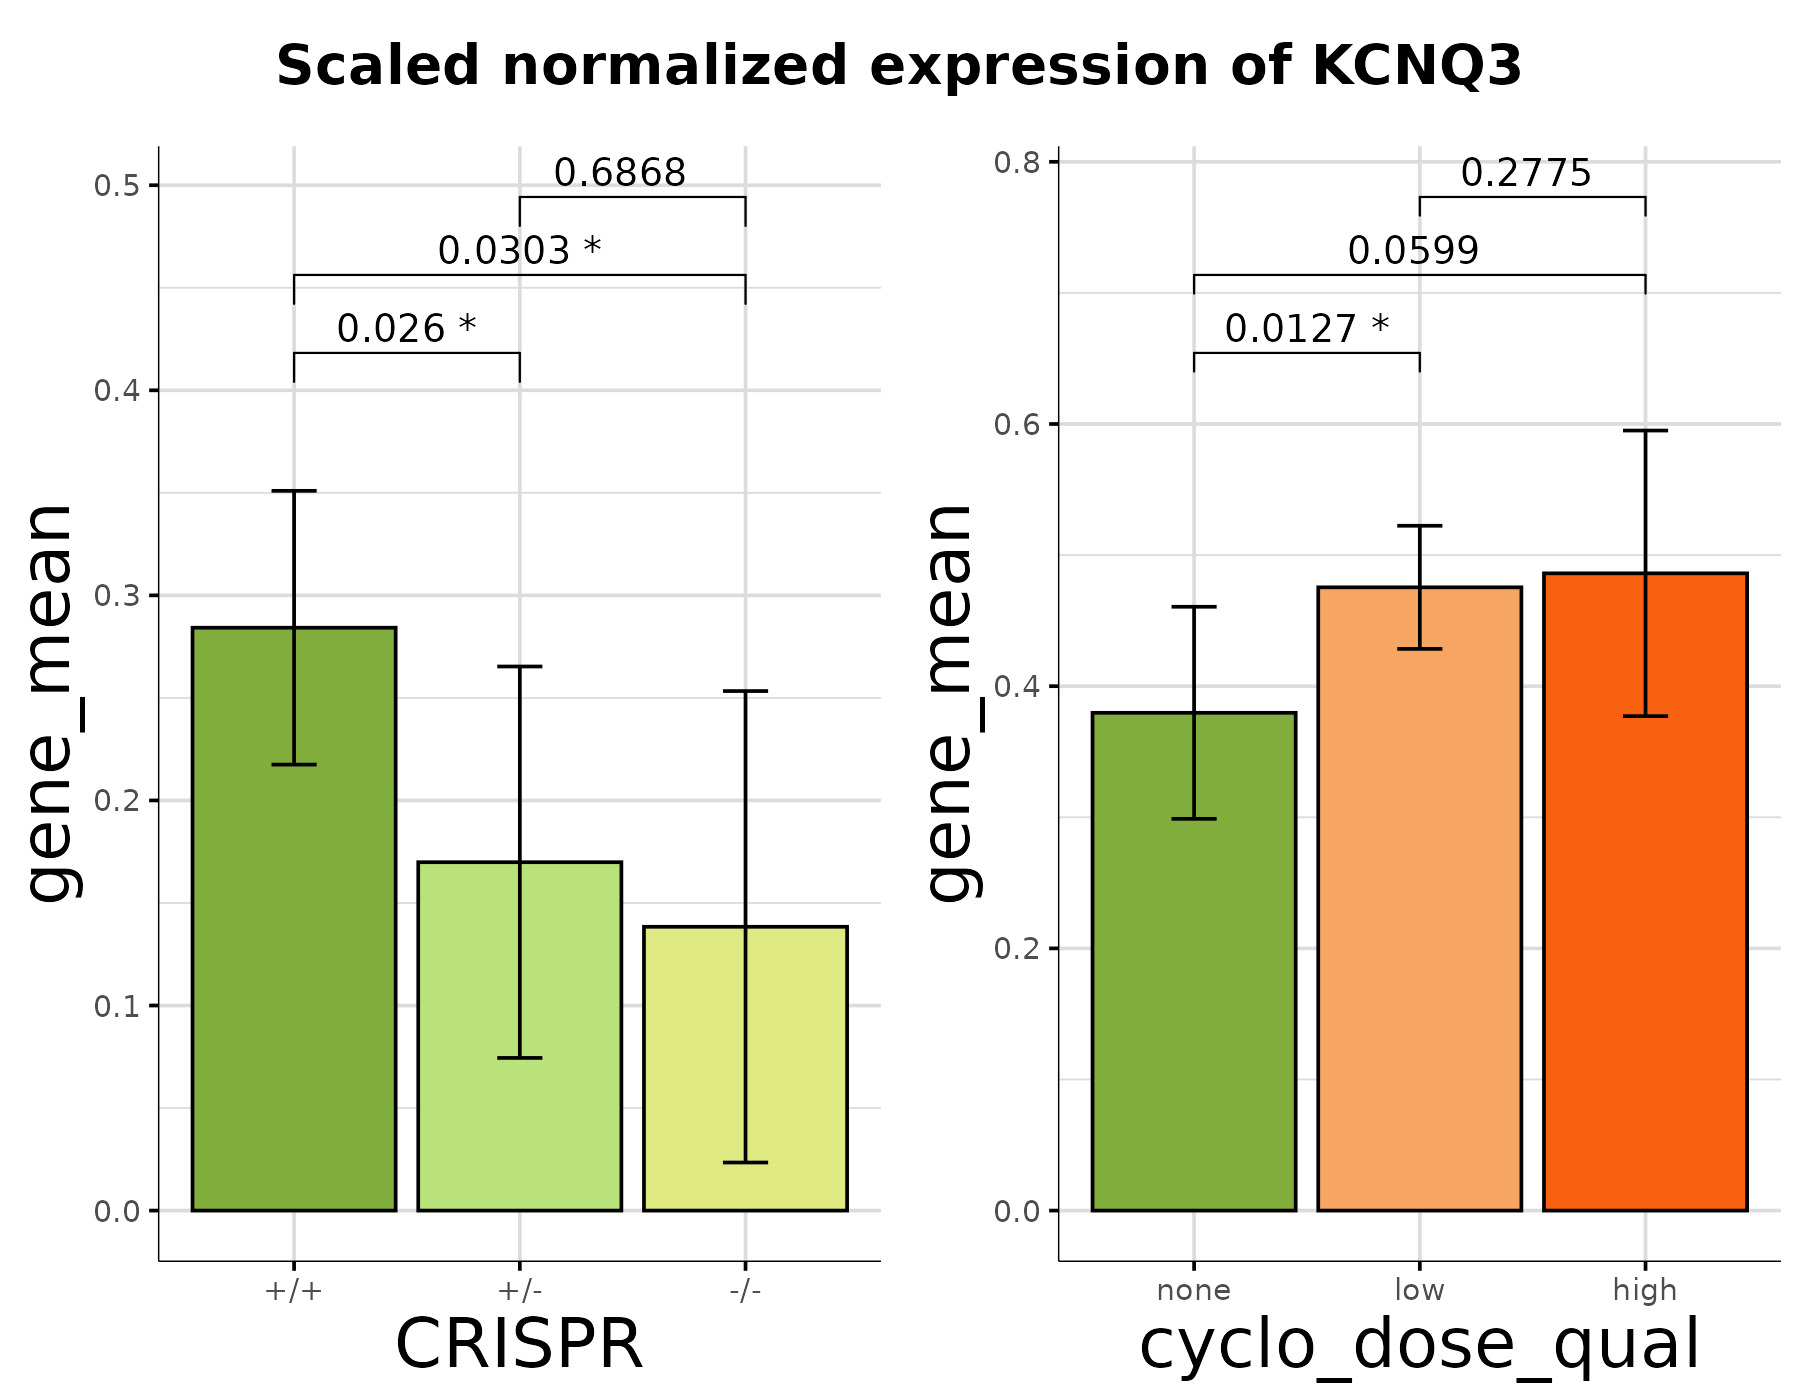 Scaled normalized expression of KCNQ3
gene_mean
0.5
0.4
0.3
0.2
0.1
0.0
0.6868
0.0303 *
0.026 *
+/+
+/-
-/-
CRISPR
gene_mean
0.8
0.6
0.4
0.2
0.0
0.2775
0.0599
0.0127 *
none
low
high
cyclo_dose_qual